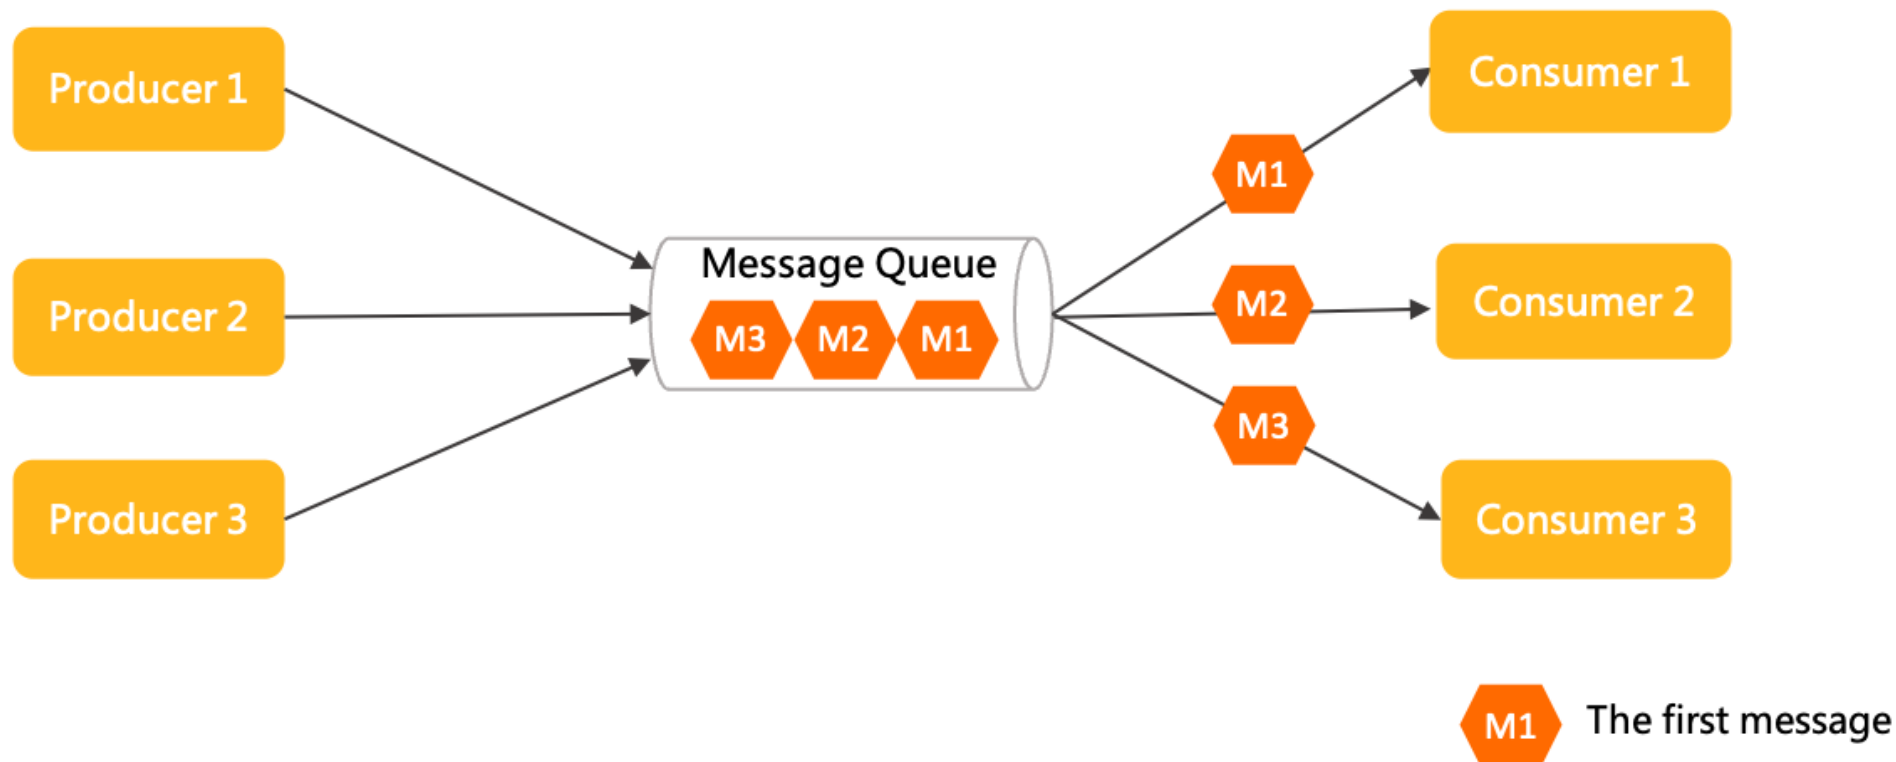 Producer 1
Consumer 1
M1
Message Queue
Producer 2
M3 M2 M1
M2
Consumer 2
M3
Producer 3
Consumer 3
M1 The first message